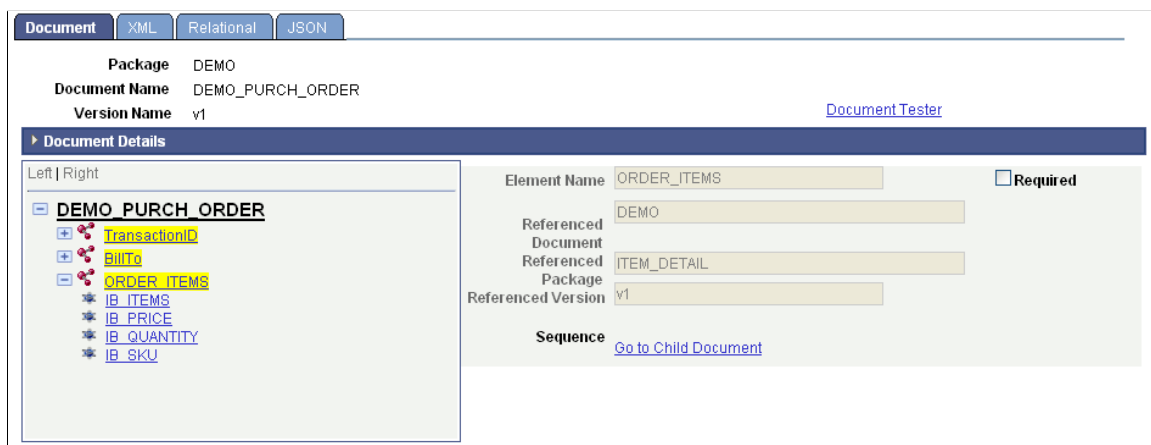 Document XML Relational JSON
Package DEMO
Document Name DEMO_PURCH_ORDER
Version Name v1
Document Tester
Document Details
Left | Right
DEMO_PURCH_ORDER
TransactionID
BillTo
ORDER_ITEMS
IB_ITEMS
IB_PRICE
IB_QUANTITY
IB_SKU
Element Name ORDER_ITEMS Required
Referenced Document DEMO
Referenced Package ITEM_DETAIL
Referenced Version v1
Sequence Go to Child Document